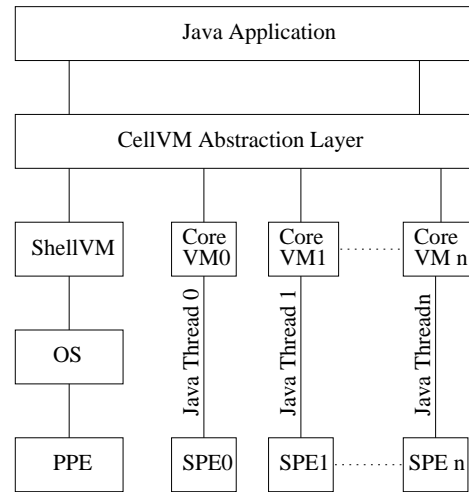 Java Application
CellVM Abstraction Layer
ShellVM
Core
VM0
Core
VM1
Core
VM n
Java Thread 0
Java Thread 1
Java Threadn
OS
PPE
SPE0
SPE1
SPE n